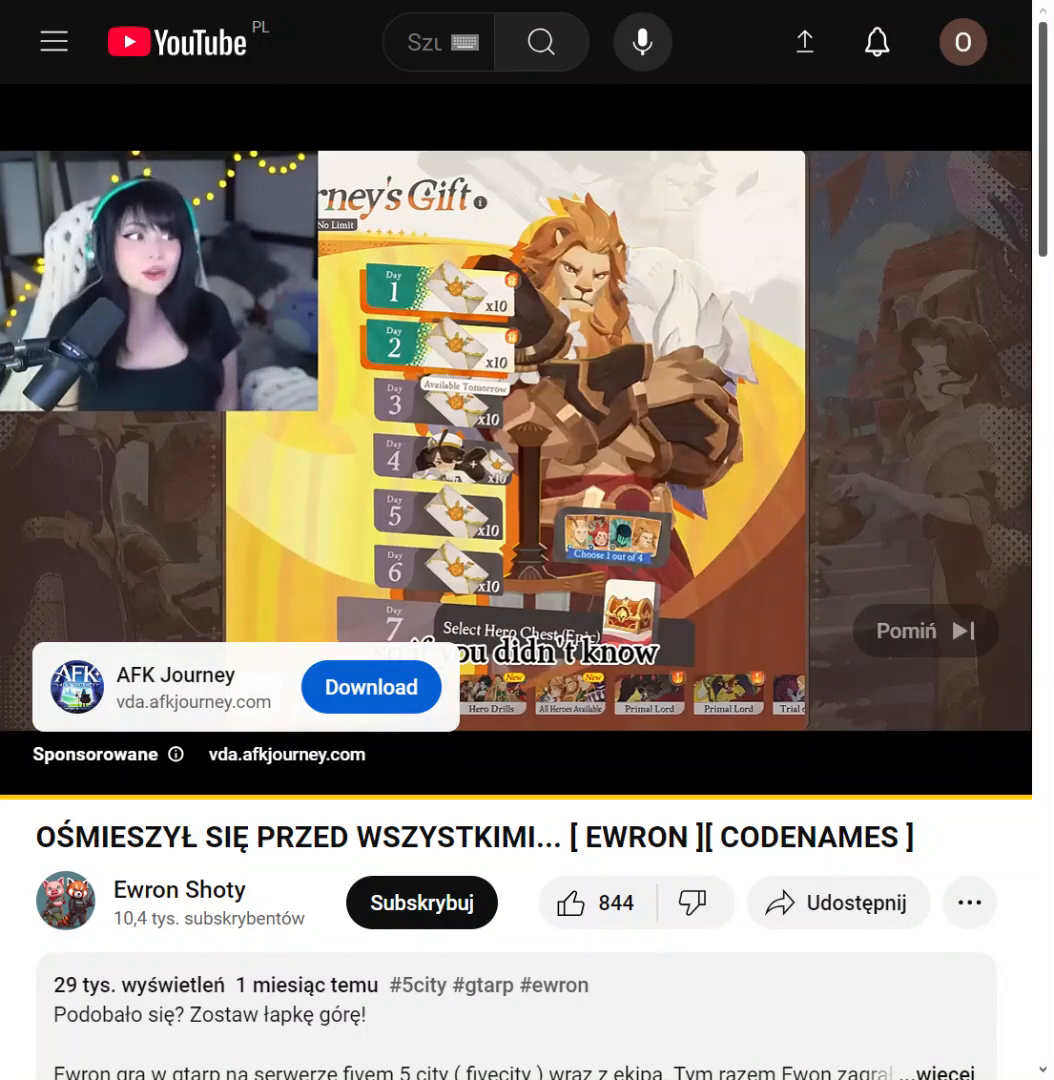 YouTube PL
Szu
O
rney's Gift
No Limit
Day
1
x10
Day
2
x10
Available Tomorrow
Day
3
x10
Day
4
x10
Day
5
x10
Day
6
x10
Choose 1 out of 4
Day
7
Select Hero Chest (Epic)
if you didn't know
Pomiń
AFK
AFK Journey
vda.afkjourney.com
Download
New
Hero Drills
New
All Heroes Available
Primal Lord
Primal Lord
Trial
Sponsorowane vda.afkjourney.com
OŚMIESZYŁ SIĘ PRZED WSZYSTKIMI... [ EWRON ][ CODENAMES ]
Ewron Shoty
10,4 tys. subskrybentów
Subskrybuj
844
Udostępnij
29 tys. wyświetleń 1 miesiąc temu #5city #gtarp #ewron
Podobało się? Zostaw łapkę górę!
Ewron gra w gtarp na serwerze fivem 5 city ( fivecity ) wraz z ekipą. Tym razem Ewon zagrał ...więcej